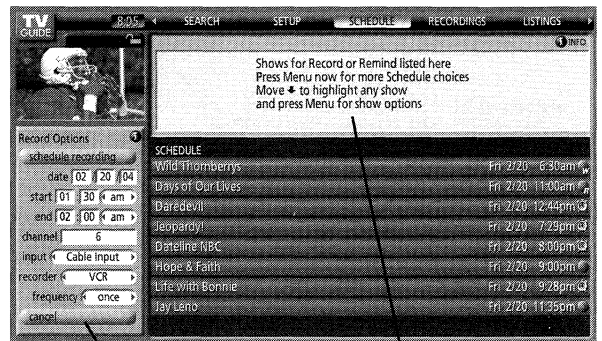 TV GUIDE
8:05
SEARCH SETUP SCHEDULE RECORDINGS LISTINGS
INFO
Shows for Record or Remind listed here
Press Menu now for more Schedule choices
Move to highlight any show
and press Menu for show options
Record Options
schedule recording
date 02 /20 /04
start 01 :30 am
end 02 :00 am
channel 6
input Cable input
recorder VCR
frequency once
cancel
SCHEDULE
Wild Thornberrys Fri 2/20 6:30am
Days of Our Lives Fri 2/20 11:00am
Daredevil Fri 2/20 12:44pm
Jeopardy! Fri 2/20 7:29pm
Dateline NBC Fri 2/20 8:00pm
Hope & Faith Fri 2/20 9:00pm
Life with Bonnie Fri 2/20 9:28pm
Jay Leno Fri 2/20 11:35pm